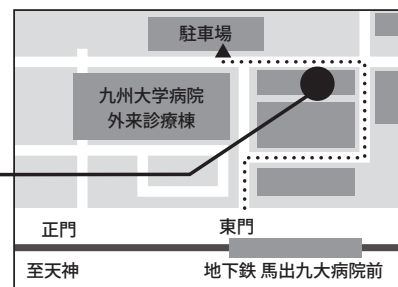 駐車場
九州大学病院
外来診療棟
正門
東門
至天神
地下鉄 馬出九大病院前